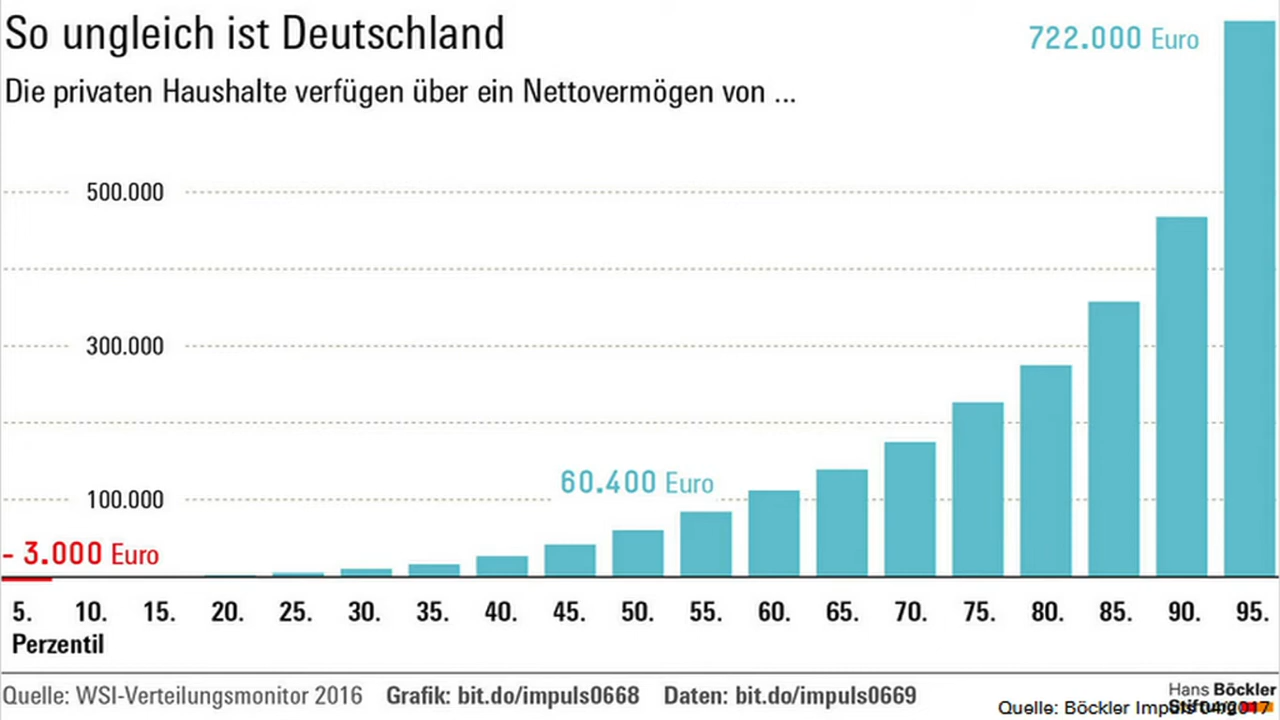 So ungleich ist Deutschland
722.000 Euro
Die privaten Haushalte verfügen über ein Nettovermögen von ...
500.000
300.000
60.400 Euro
100.000
- 3.000 Euro
5. 10. 15. 20. 25. 30. 35. 40. 45. 50. 55. 60. 65. 70. 75. 80. 85. 90. 95.
Perzentil
Quelle: WSI-Verteilungsmonitor 2016 Grafik: bit.do/impuls0668 Daten: bit.do/impuls0669
Hans Böckler
Stiftung
Quelle: Böckler Impuls 04/2017